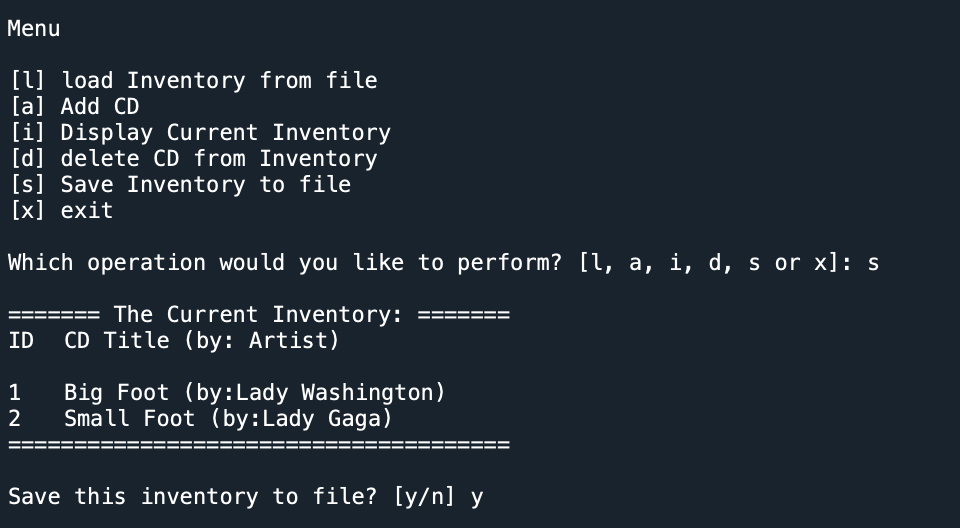 Menu
[l] load Inventory from file
[a] Add CD
[i] Display Current Inventory
[d] delete CD from Inventory
[s] Save Inventory to file
[x] exit
Which operation would you like to perform? [l, a, i, d, s or x]: s
======= The Current Inventory: =======
ID CD Title (by: Artist)
1 Big Foot (by:Lady Washington)
2 Small Foot (by:Lady Gaga)
======================================
Save this inventory to file? [y/n] y